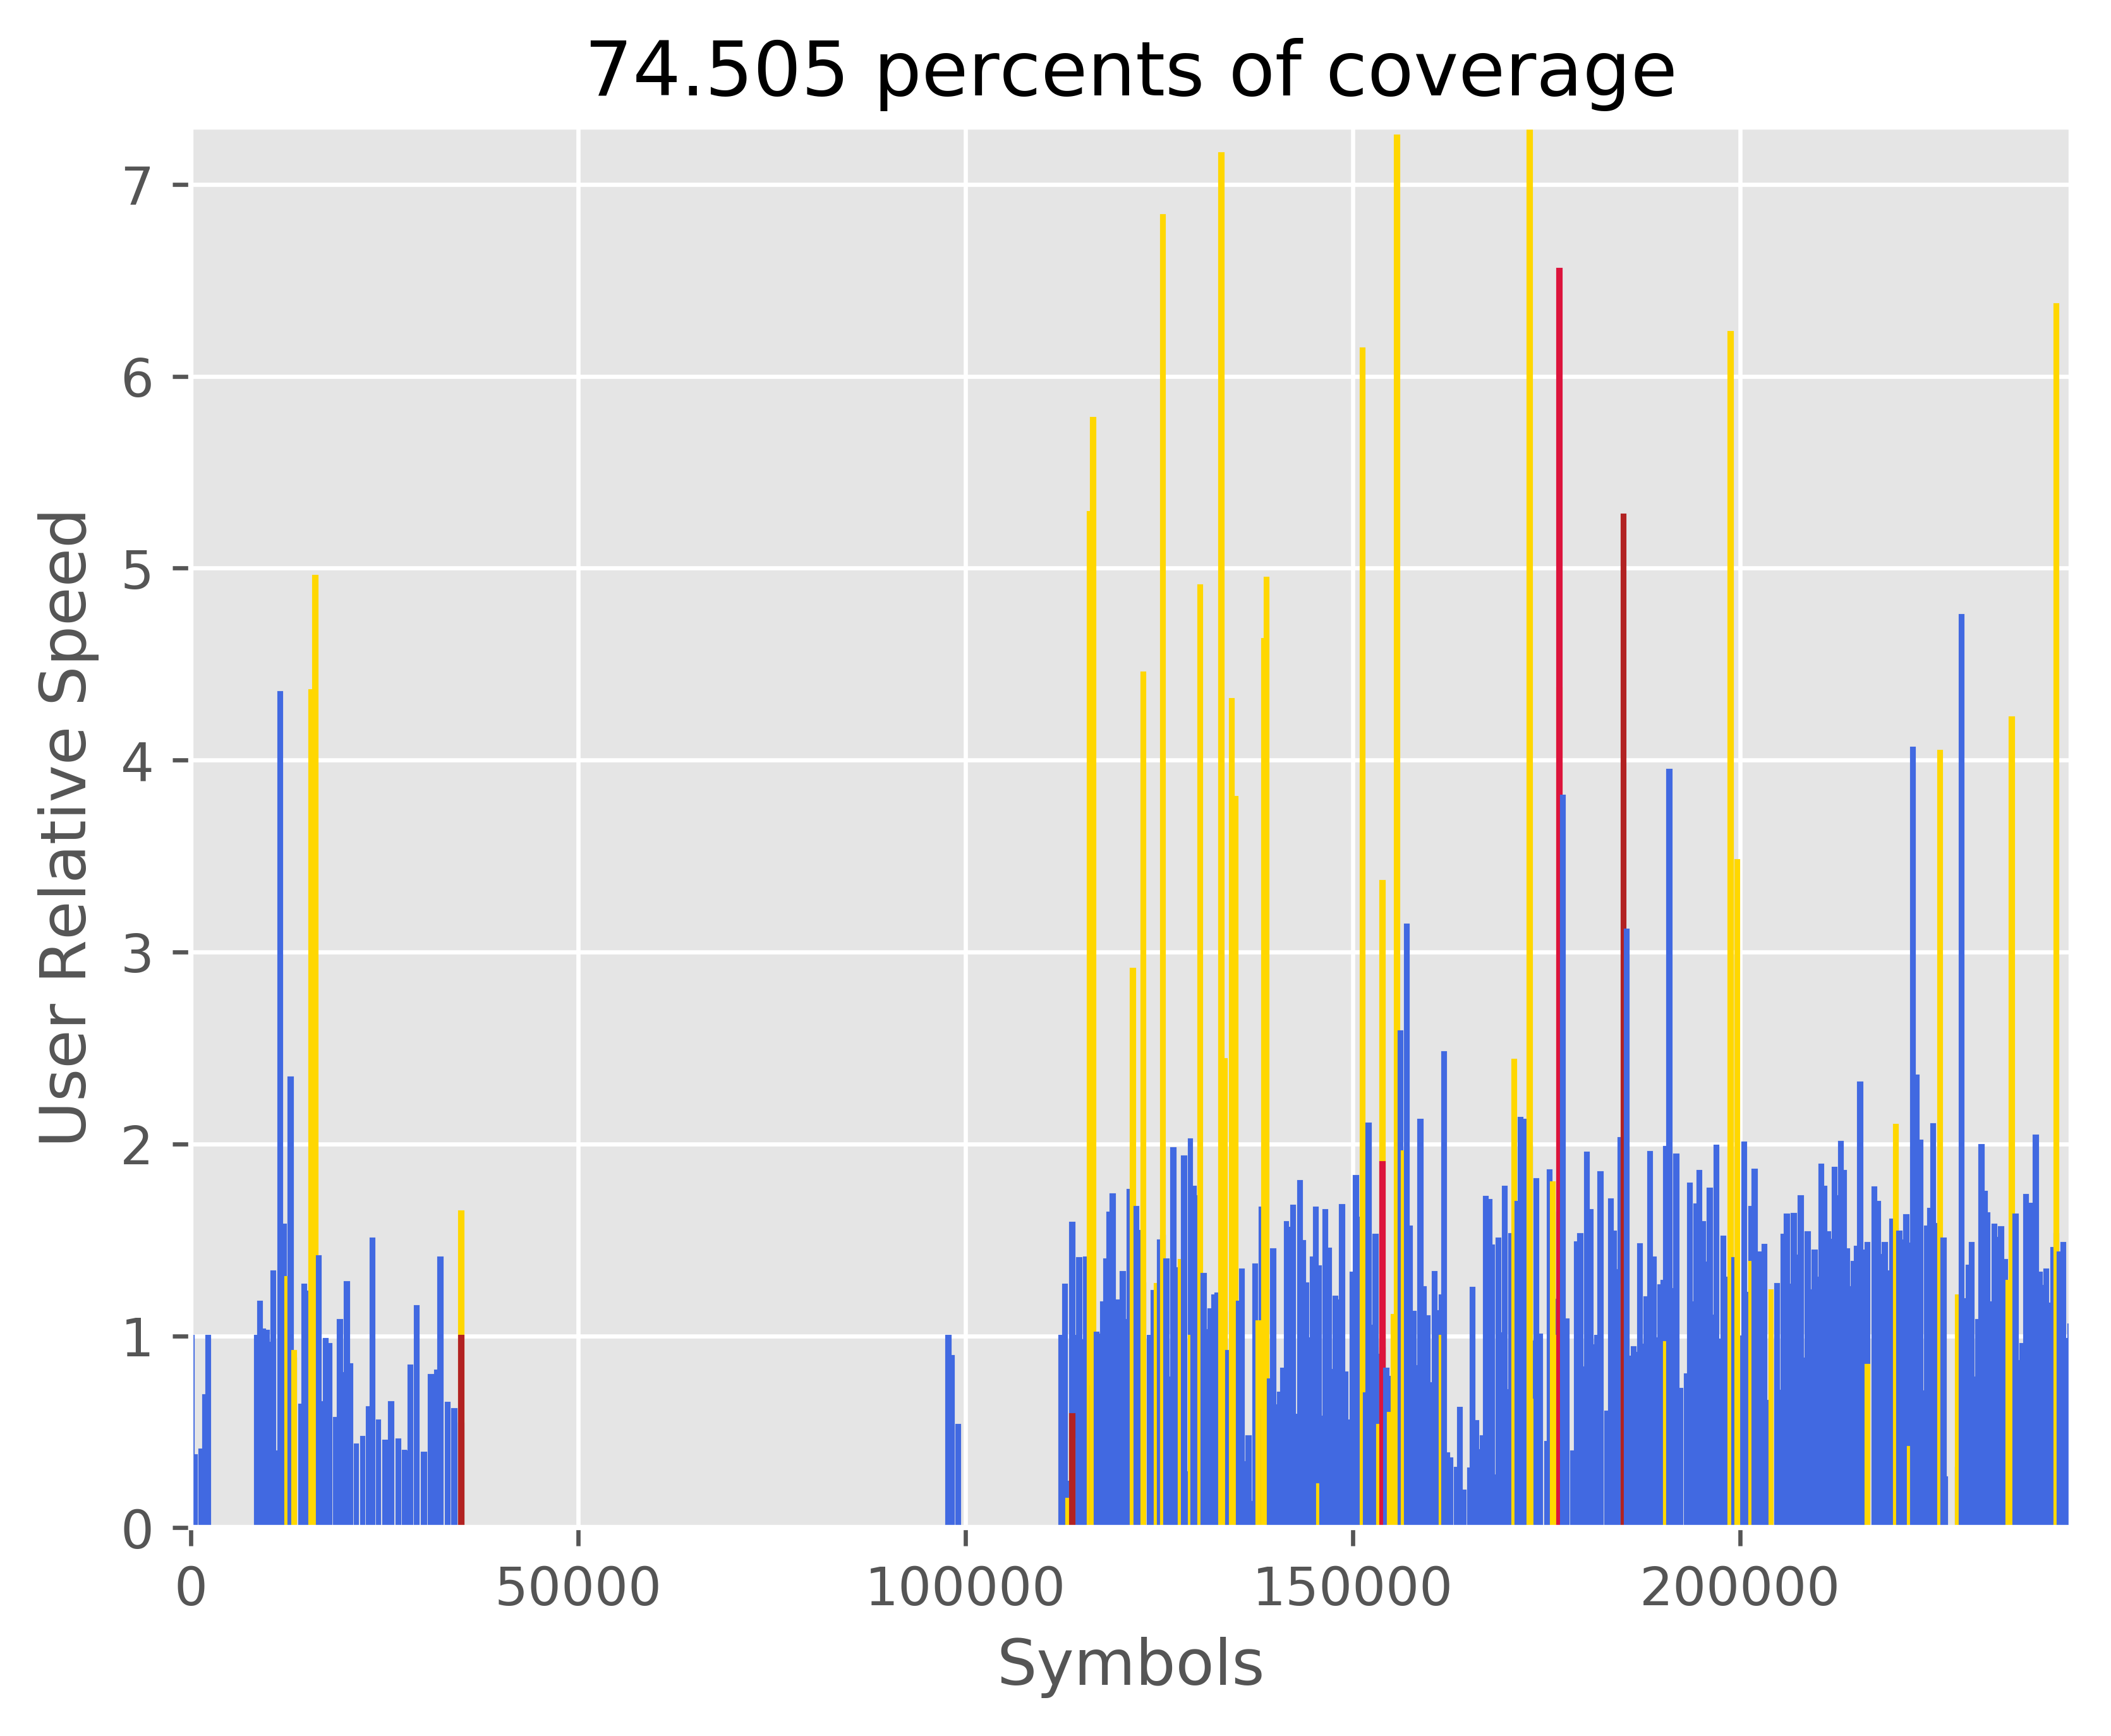 74.505 percents of coverage
7
6
5
4
3
2
1
0
User Relative Speed
0 50000 100000 150000 200000
Symbols